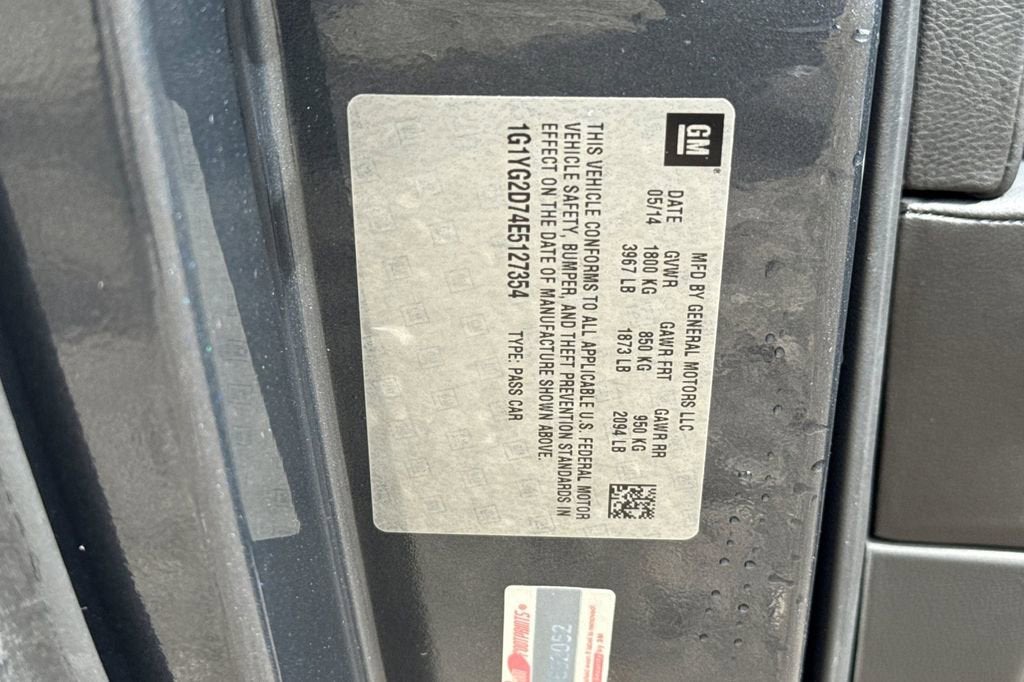 GM
MFD BY GENERAL MOTORS LLC
DATE GVWR GAWR FRT GAWR RR
05/14 1800 KG 850 KG 950 KG
3967 LB 1873 LB 2094 LB
THIS VEHICLE CONFORMS TO ALL APPLICABLE U.S. FEDERAL MOTOR
VEHICLE SAFETY, BUMPER, AND THEFT PREVENTION STANDARDS IN
EFFECT ON THE DATE OF MANUFACTURE SHOWN ABOVE.
1G1YG2D74E5127354 TYPE: PASS CAR